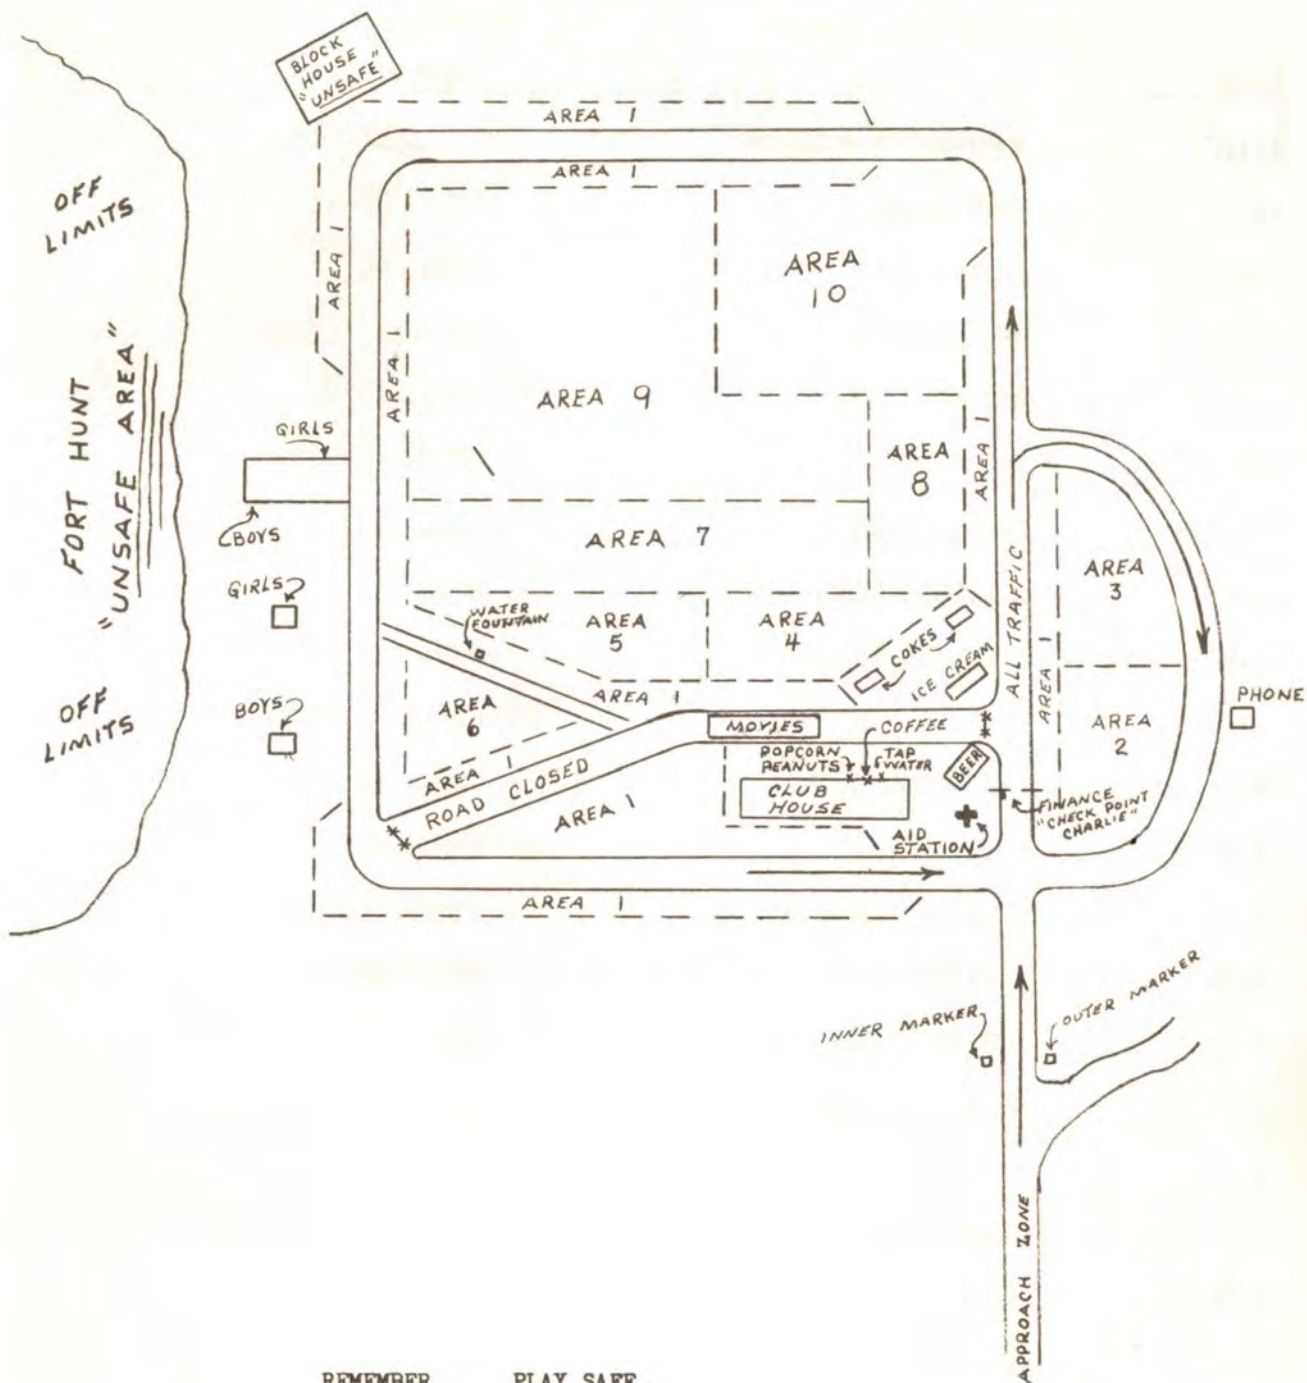 BLOCK
HOUSE
"UNSAFE"
AREA 1
AREA 1
OFF
LIMITS
AREA 1
AREA 1
AREA
10
AREA 9
FORT HUNT
"UNSAFE AREA"
GIRLS
BOYS
AREA
8
AREA 1
AREA 7
ALL TRAFFIC
AREA
3
GIRLS
WATER
FOUNTAIN
AREA
5
AREA
4
COKES
ICE CREAM
AREA 1
AREA 1
OFF
LIMITS
BOYS
AREA
6
MOVIES
COFFEE
AREA
2
PHONE
POPCORN
PEANUTS
TAP
WATER
BEER
AREA 1
ROAD CLOSED
AREA 1
CLUB
HOUSE
FINANCE
"CHECK POINT
CHARLIE"
AID
STATION
AREA 1
INNER MARKER
OUTER MARKER
APPROACH ZONE
REMEMBER PLAY SAFE